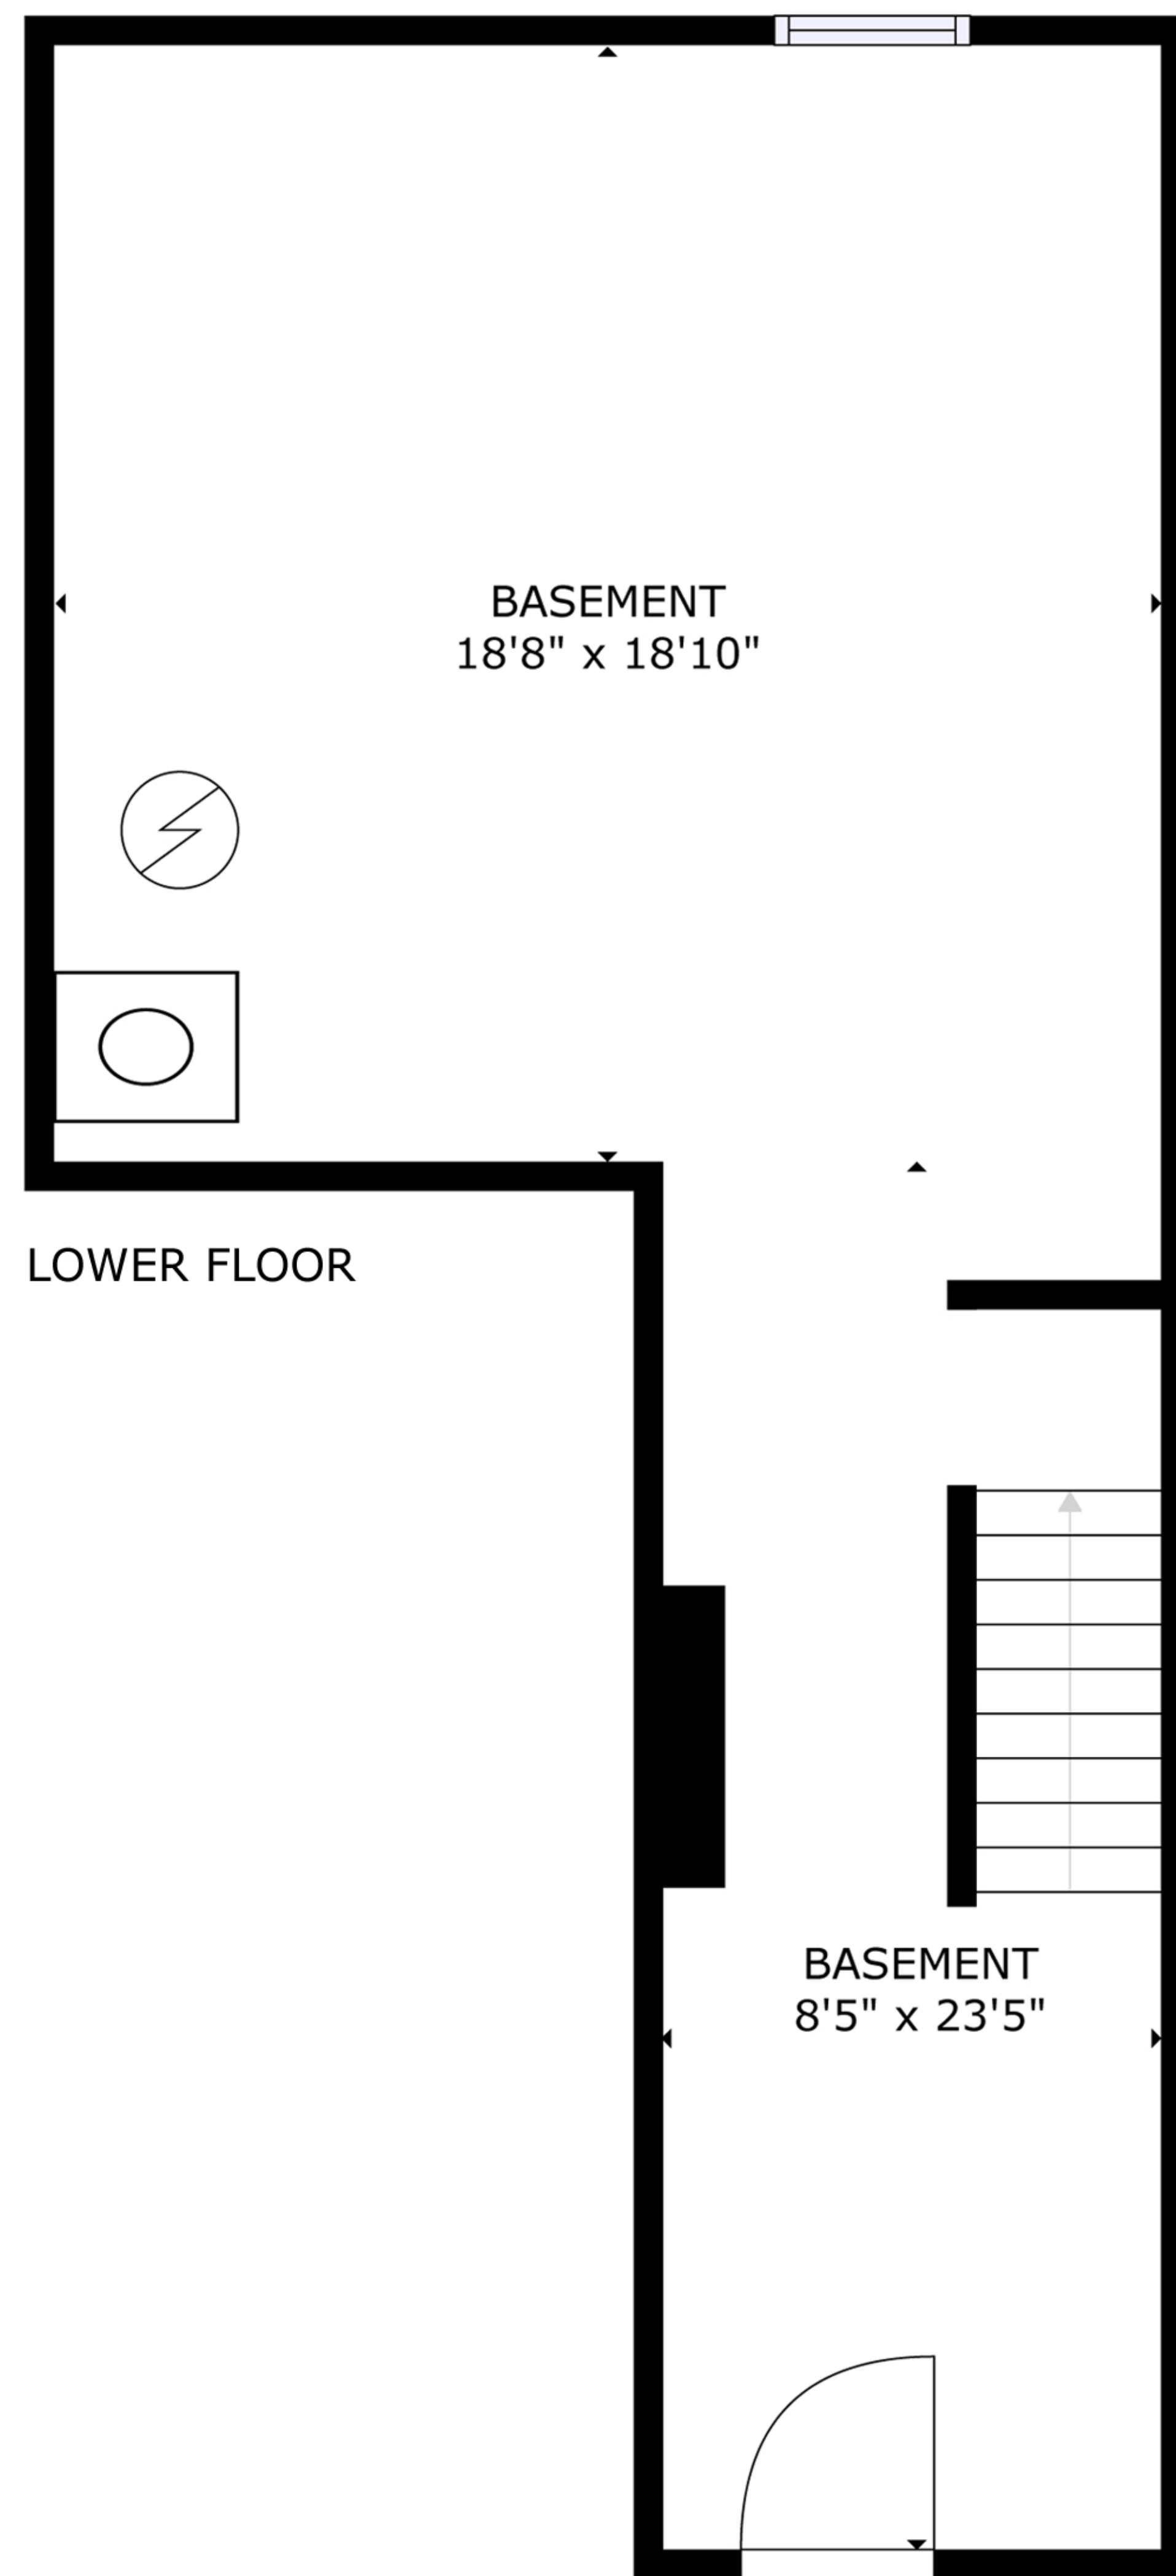 BASEMENT
18'8" x 18'10"
LOWER FLOOR
BASEMENT
8'5" x 23'5"